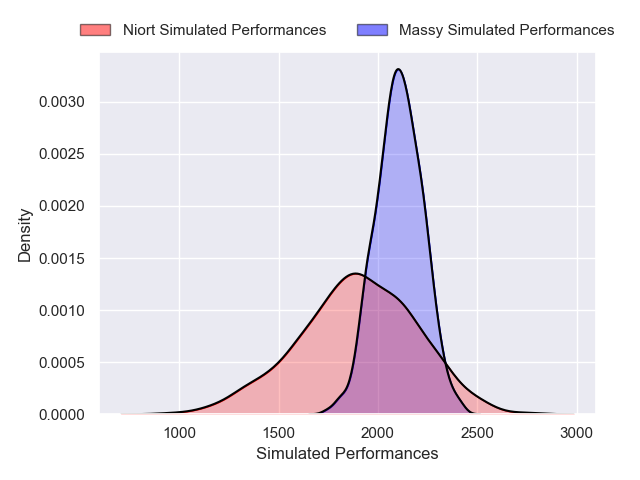 Niort Simulated Performances Massy Simulated Performances
0.0030
0.0025
0.0020
0.0015
0.0010
0.0005
0.0000
Density
1000 1500 2000 2500 3000
Simulated Performances